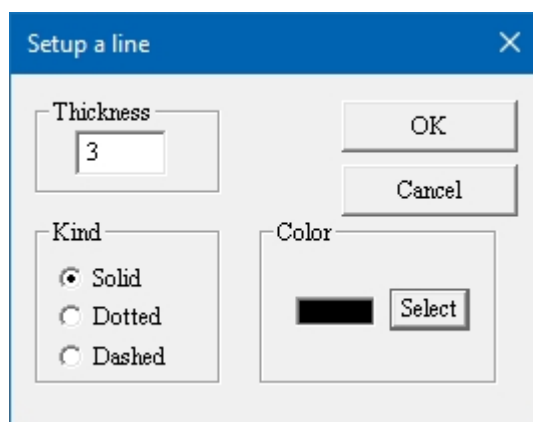 Setup a line
Thickness
3
OK
Cancel
Kind
Solid
Dotted
Dashed
Color
Select